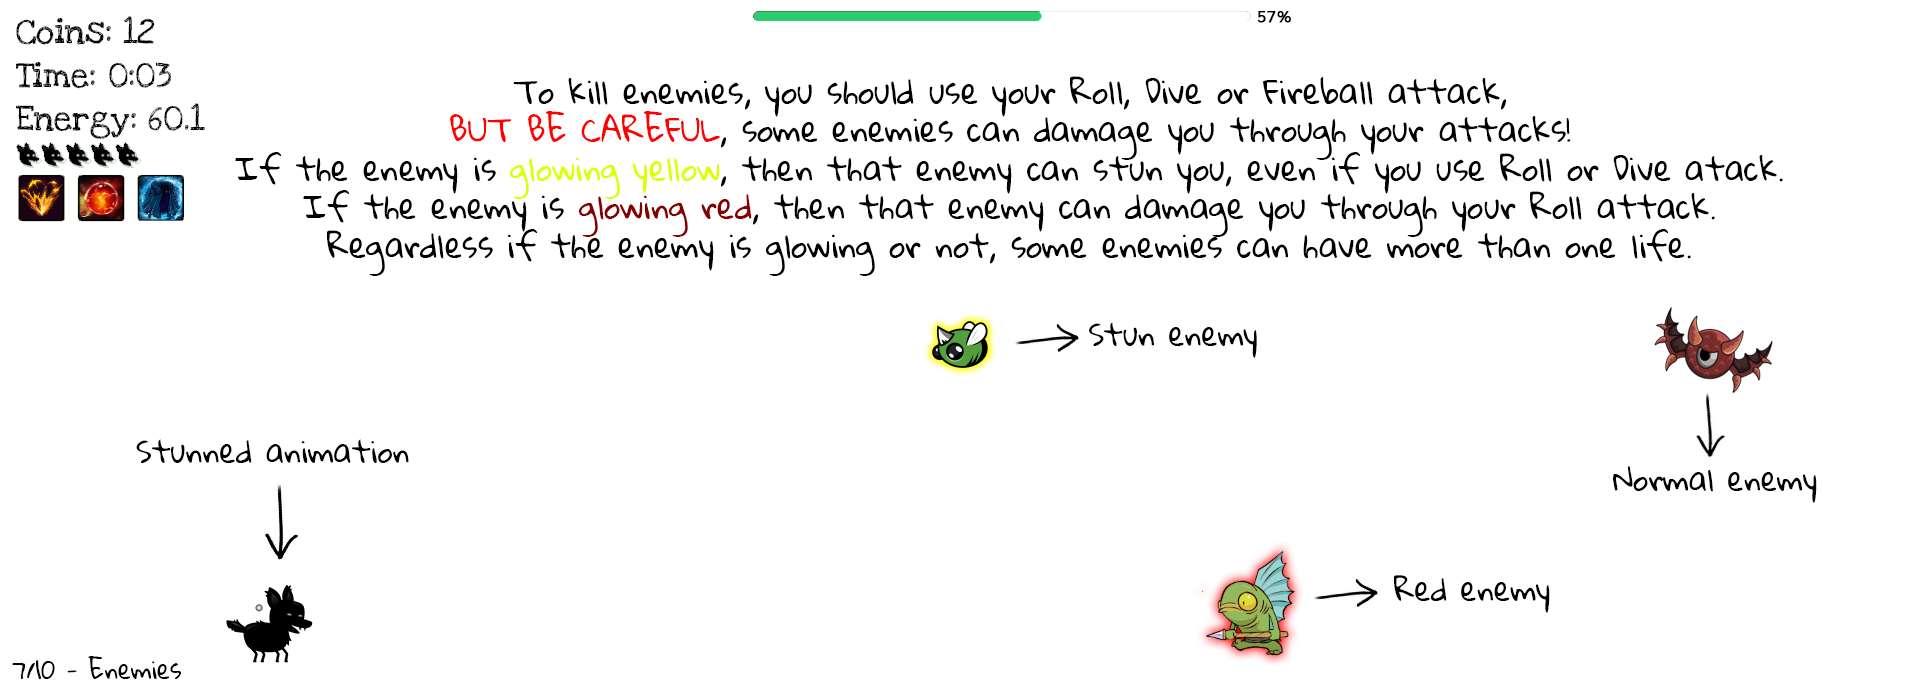 Coins: 12
57%
Time: 0:03
Energy: 60.1
To kill enemies, you should use your Roll, Dive or Fireball attack,
BUT BE CAREFUL, some enemies can damage you through your attacks!
If the enemy is glowing yellow, then that enemy can stun you, even if you use Roll or Dive atack.
If the enemy is glowing red, then that enemy can damage you through your Roll attack.
Regardless if the enemy is glowing or not, some enemies can have more than one life.
Stun enemy
Stunned animation
Normal enemy
Red enemy
7/10 - Enemies